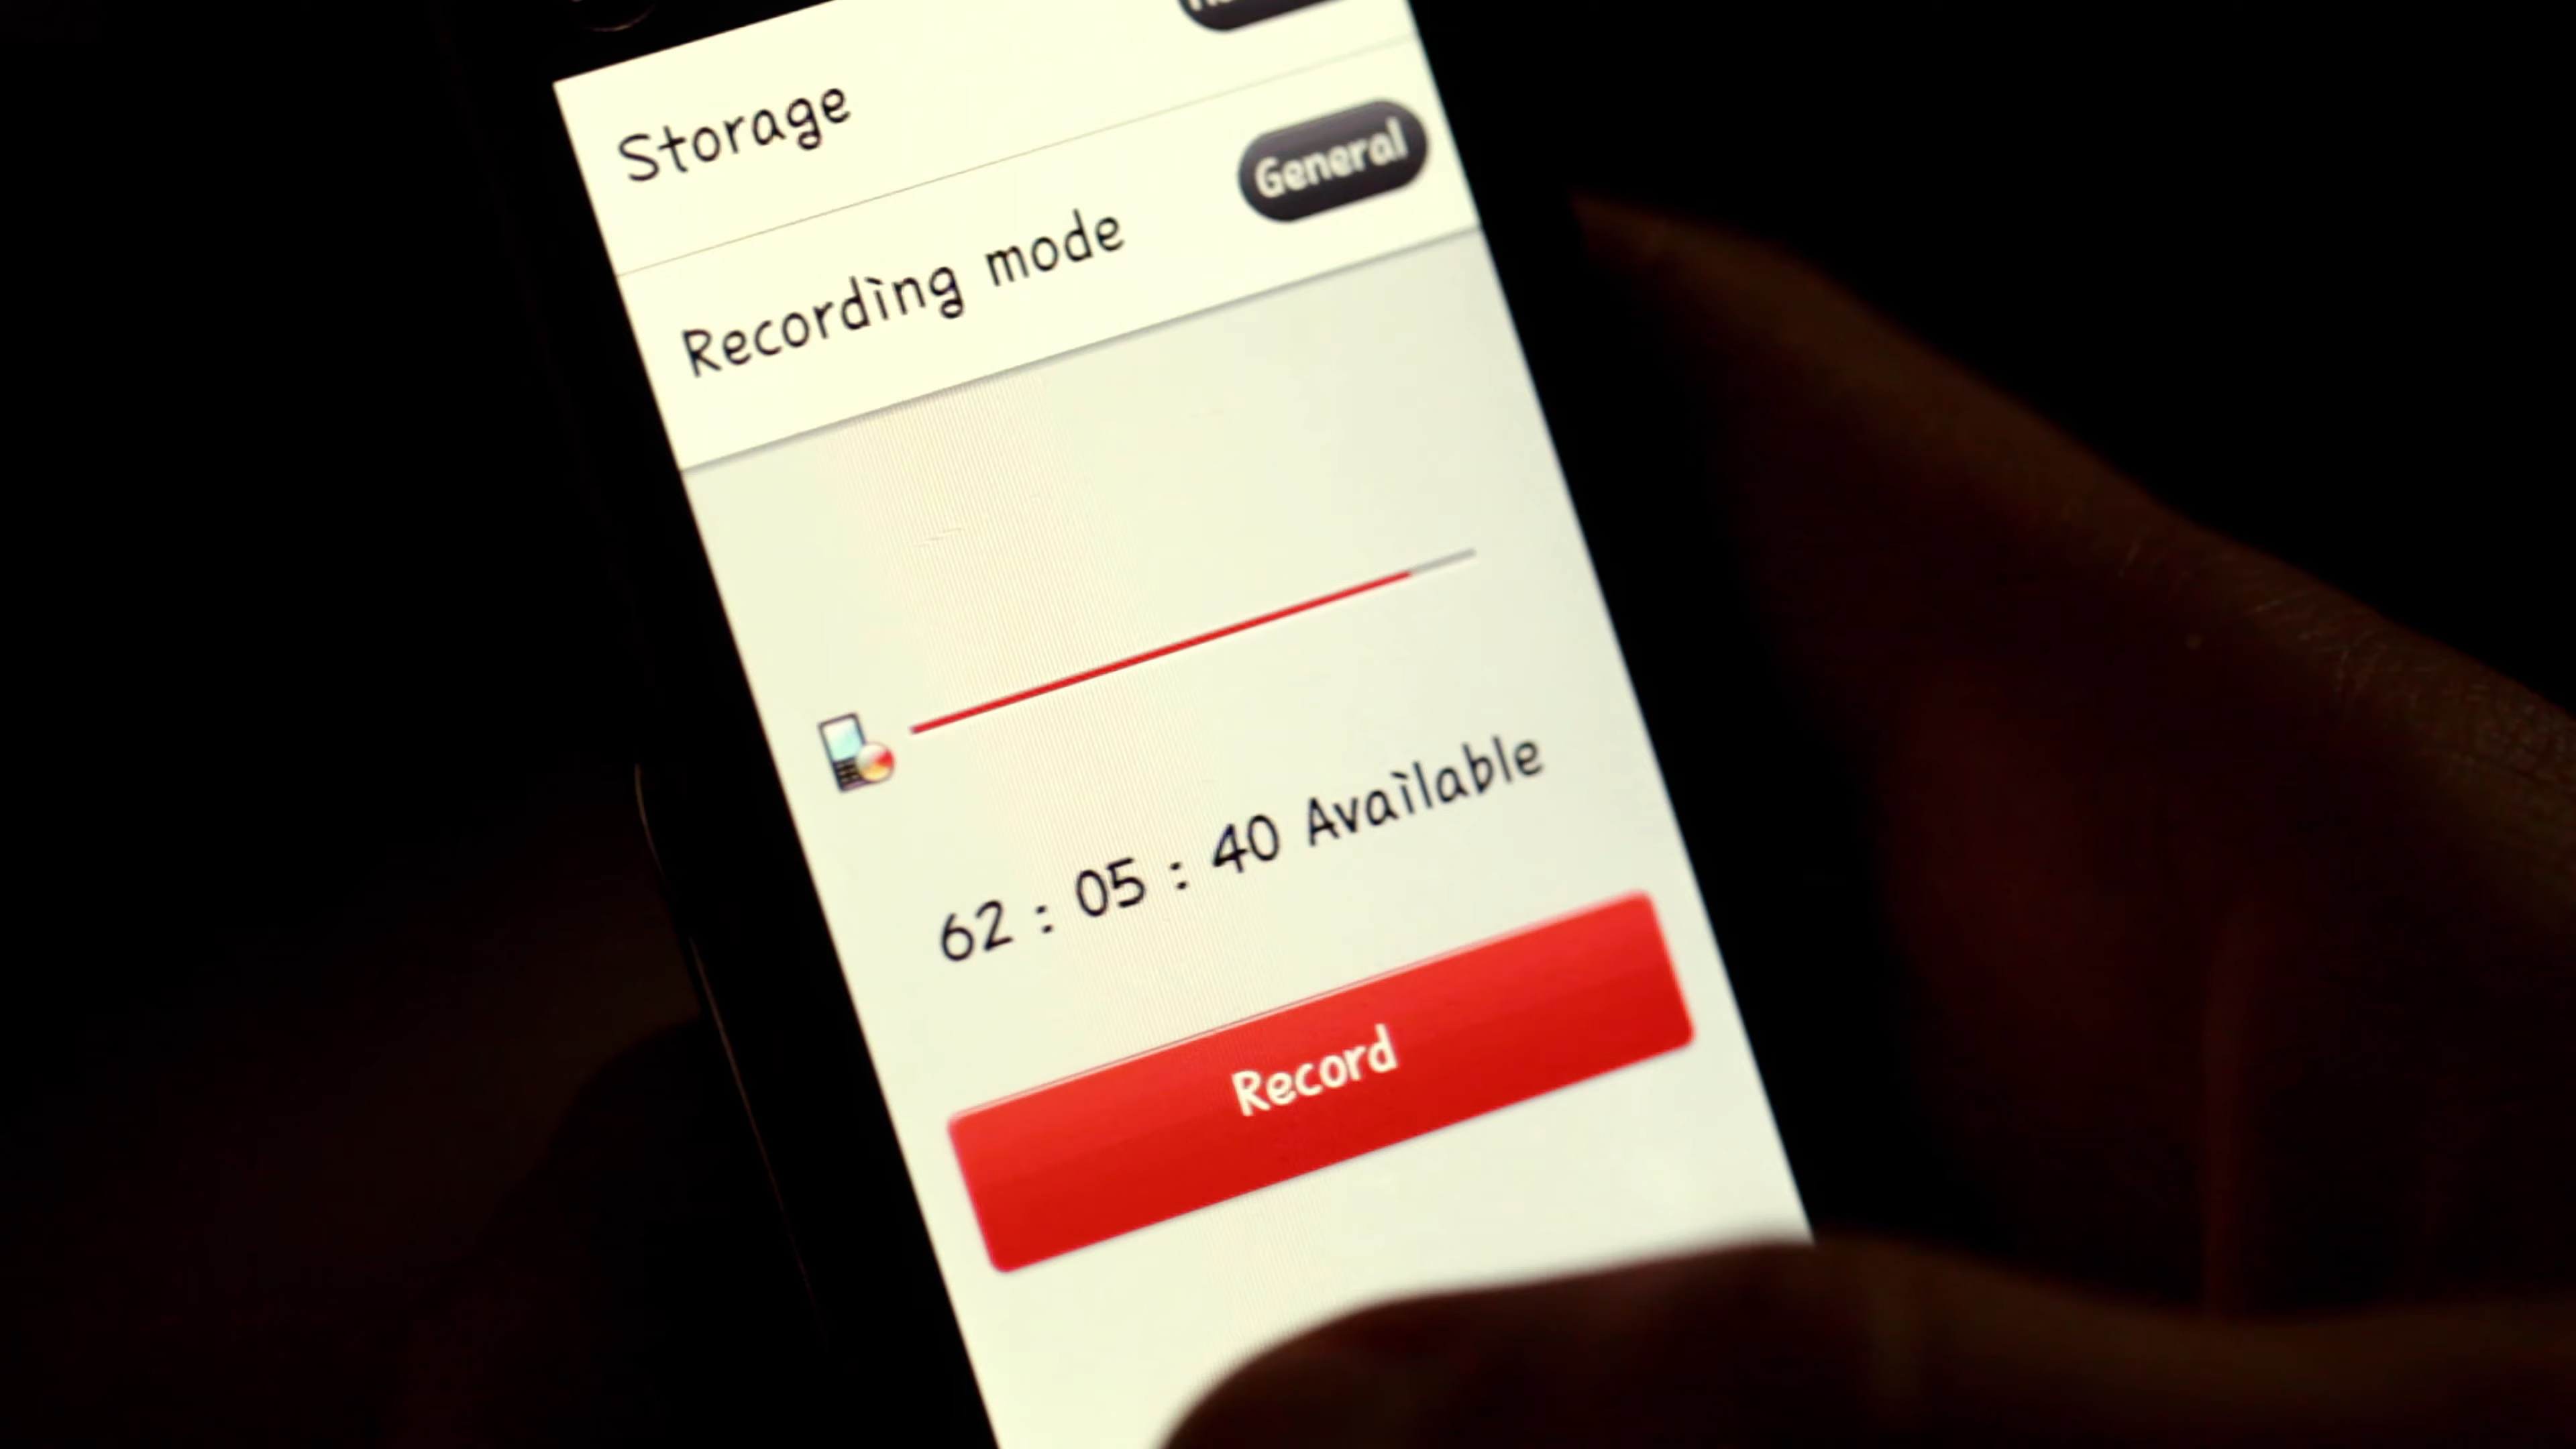 Storage
Recording mode
General
62 : 05 : 40 Available
Record